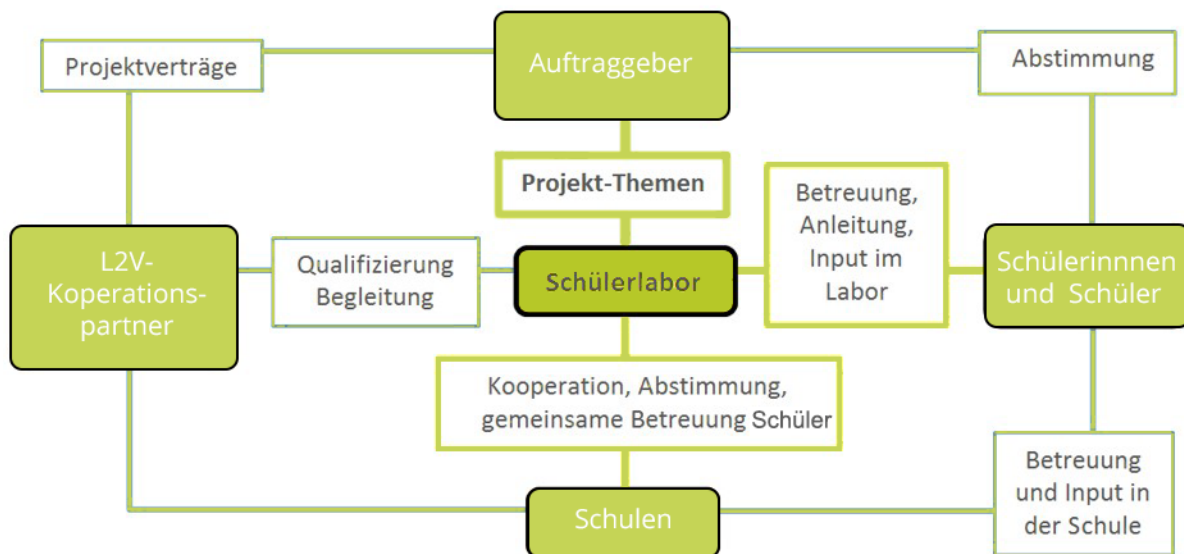 Projektverträge
Auftraggeber
Abstimmung
Projekt-Themen
Betreuung,
Anleitung,
Input im
Labor
L2V-
Koperations-
partner
Qualifizierung
Begleitung
Schülerlabor
Schülerinnnen
und Schüler
Kooperation, Abstimmung,
gemeinsame Betreuung Schüler
Schulen
Betreuung
und Input in
der Schule